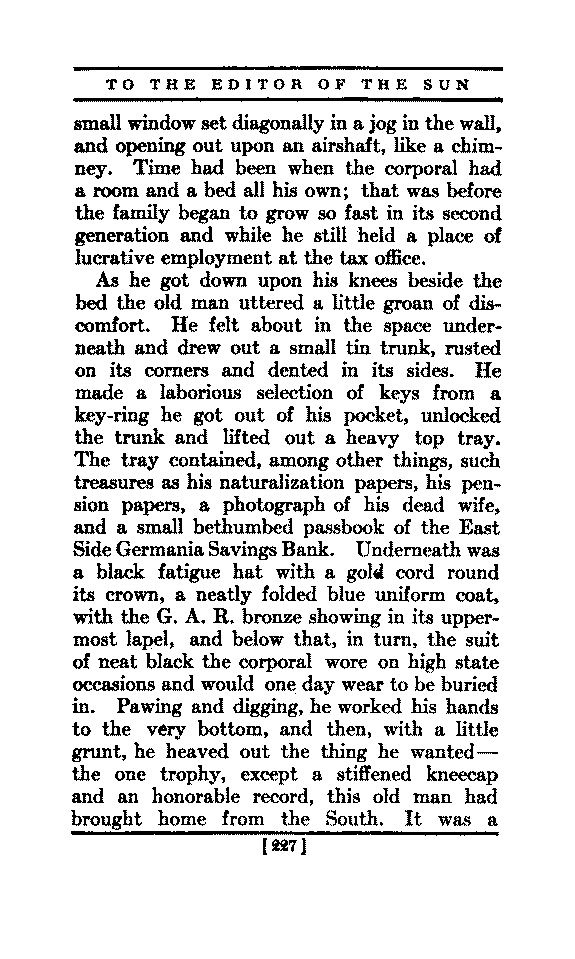 TO THE EDITOR OF THE SUN
small window set diagonally in a jog in the wall,
and opening out upon an airshaft, like a chim-
ney. Time had been when the corporal had
a room and a bed all his own; that was before
the family began to grow so fast in its second
generation and while he still held a place of
lucrative employment at the tax office.
As he got down upon his knees beside the
bed the old man uttered a little groan of dis-
comfort. He felt about in the space under-
neath and drew out a small tin trunk, rusted
on its corners and dented in its sides. He
made a laborious selection of keys from a
key-ring he got out of his pocket, unlocked
the trunk and lifted out a heavy top tray.
The tray contained, among other things, such
treasures as his naturalization papers, his pen-
sion papers, a photograph of his dead wife,
and a small bethumbed passbook of the East
Side Germania Savings Bank. Underneath was
a black fatigue hat with a gold cord round
its crown, a neatly folded blue uniform coat,
with the G. A. R. bronze showing in its upper-
most lapel, and below that, in turn, the suit
of neat black the corporal wore on high state
occasions and would one day wear to be buried
in. Pawing and digging, he worked his hands
to the very bottom, and then, with a little
grunt, he heaved out the thing he wanted—
the one trophy, except a stiffened kneecap
and an honorable record, this old man had
brought home from the South. It was a
[227]